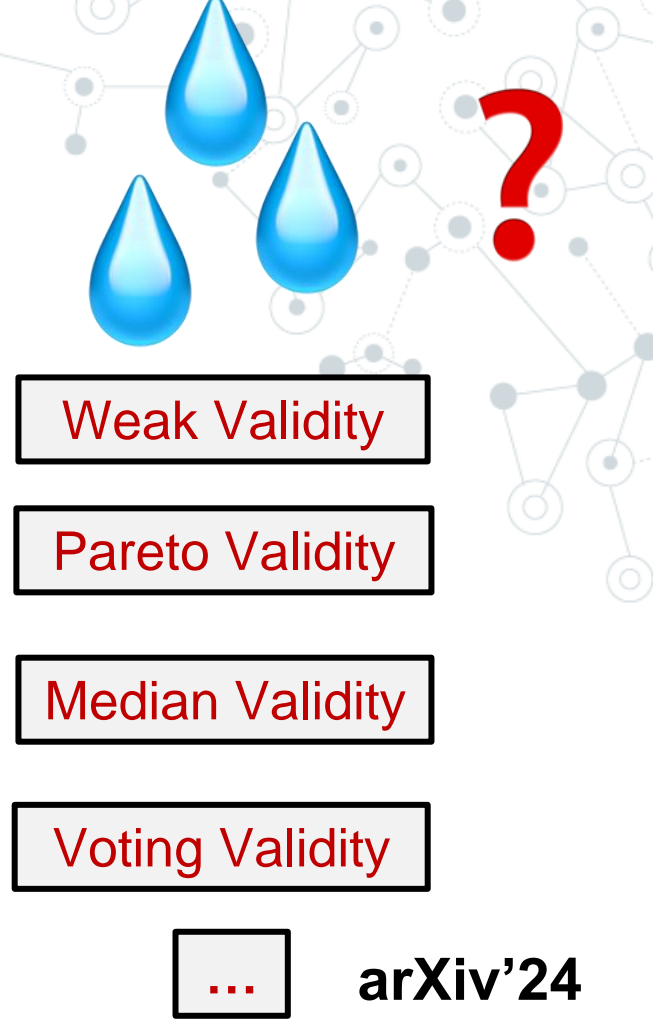 ?
Weak Validity
Pareto Validity
Median Validity
Voting Validity
… arXiv’24